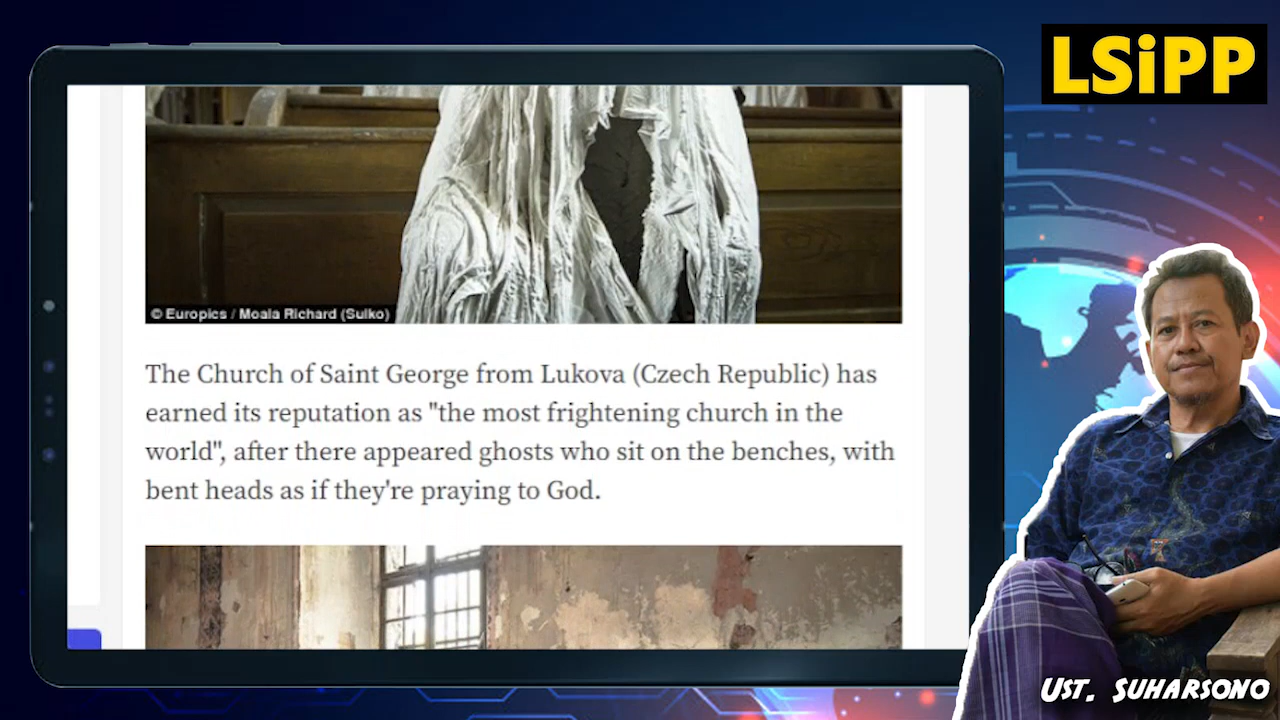 LSiPP
© Europics / Moala Richard (Sulko)
The Church of Saint George from Lukova (Czech Republic) has
earned its reputation as "the most frightening church in the
world", after there appeared ghosts who sit on the benches, with
bent heads as if they're praying to God.
UST. SUHARSONO